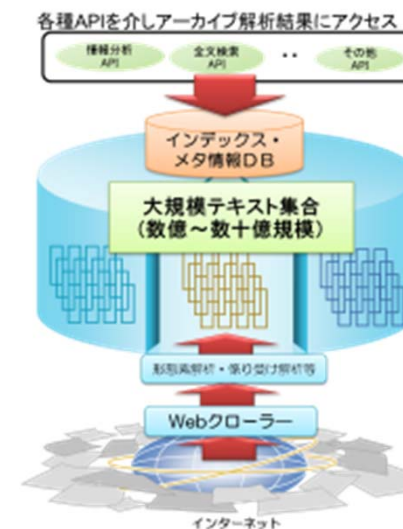 各種APIを介しアーカイブ解析結果にアクセス
情報分析
API
全文検索
API
・・
その他
API
インデックス・
メタ情報DB
大規模テキスト集合
(数億~数十億規模)
形態素解析・係り受け解析等
Webクローラー
インターネット